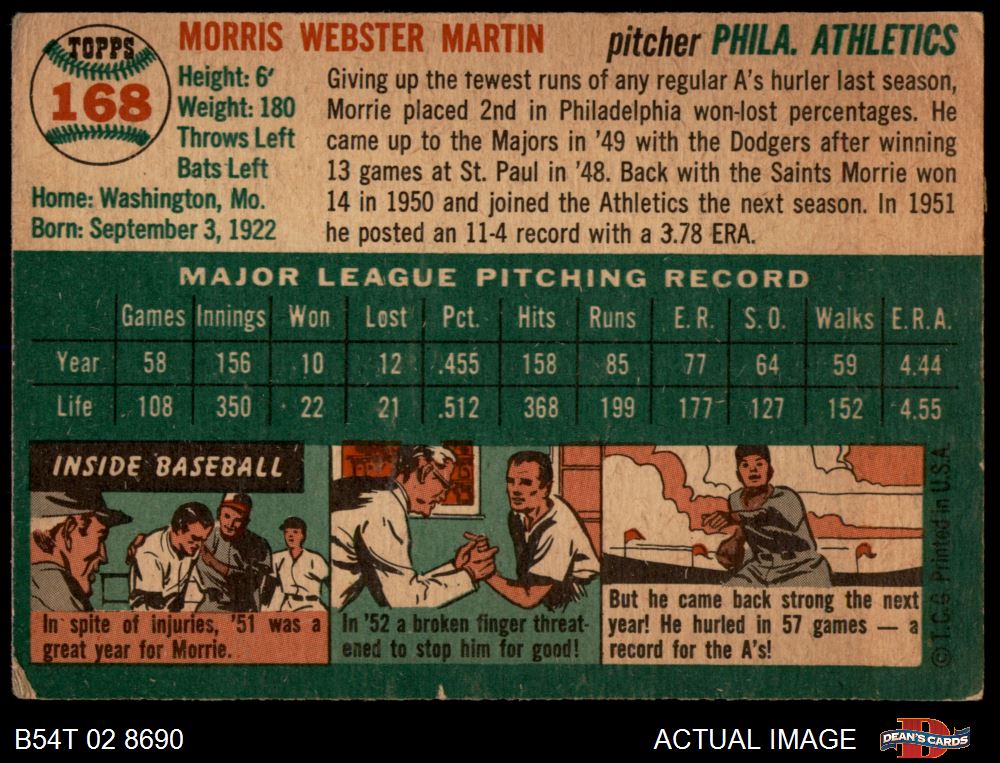 TOPPS
168
MORRIS WEBSTER MARTIN
pitcher PHILA. ATHLETICS
Height: 6'
Weight: 180
Throws Left
Bats Left
Home: Washington, Mo.
Born: September 3, 1922
Giving up the tewest runs of any regular A's hurler last season,
Morrie placed 2nd in Philadelphia won-lost percentages. He
came up to the Majors in '49 with the Dodgers after winning
13 games at St. Paul in '48. Back with the Saints Morrie won
14 in 1950 and joined the Athletics the next season. In 1951
he posted an 11-4 record with a 3.78 ERA.
MAJOR LEAGUE PITCHING RECORD
Games Innings Won Lost Pct. Hits Runs E.R. S.O. Walks E.R.A.
Year 58 156 10 12 .455 158 85 77 64 59 4.44
Life 108 350 22 21 .512 368 199 177 127 152 4.55
INSIDE BASEBALL
In spite of injuries, '51 was a
great year for Morrie.
In '52 a broken finger threat-
ened to stop him for good!
But he came back strong the next
year! He hurled in 57 games — a
record for the A's!
© T.C.G. Printed in U.S.A.
B54T 02 8690
ACTUAL IMAGE
DEAN'S CARDS